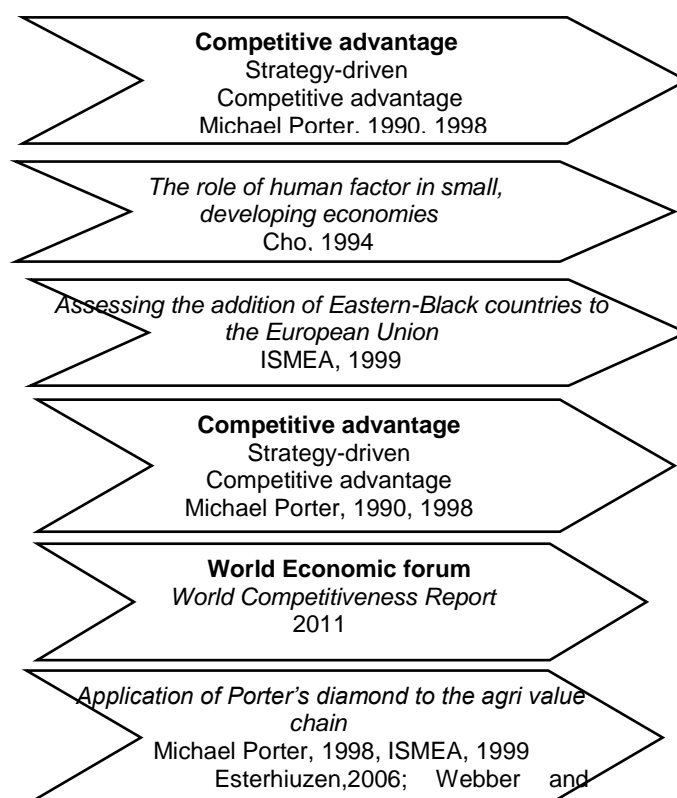 Competitive advantage
Strategy-driven
Competitive advantage
Michael Porter, 1990, 1998
The role of human factor in small,
developing economies
Cho, 1994
Assessing the addition of Eastern-Black countries to
the European Union
ISMEA, 1999
Competitive advantage
Strategy-driven
Competitive advantage
Michael Porter, 1990, 1998
World Economic forum
World Competitiveness Report
2011
Application of Porter's diamond to the agri value
chain
Michael Porter, 1998, ISMEA, 1999
Esterhiuzen,2006; Webber and